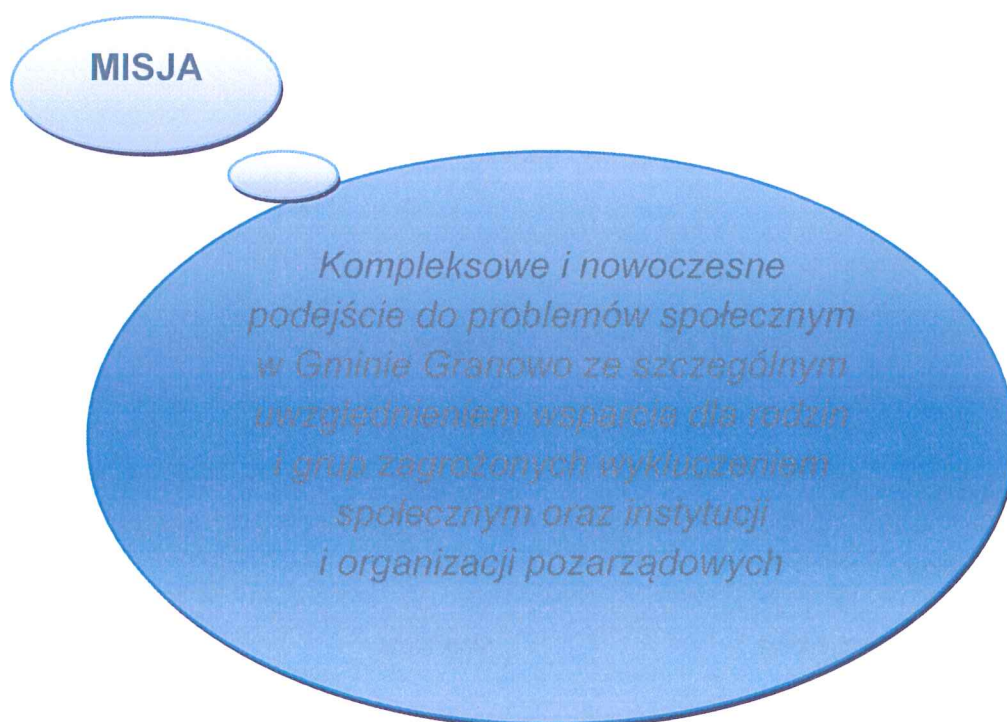 MISJA
Kompleksowe i nowoczesne
podejście do problemów społecznym
w Gminie Granowo ze szczególnym
uwzględnieniem wsparcia dla rodzin
i grup zagrożonych wykluczeniem
społecznym oraz instytucji
i organizacji pozarządowych